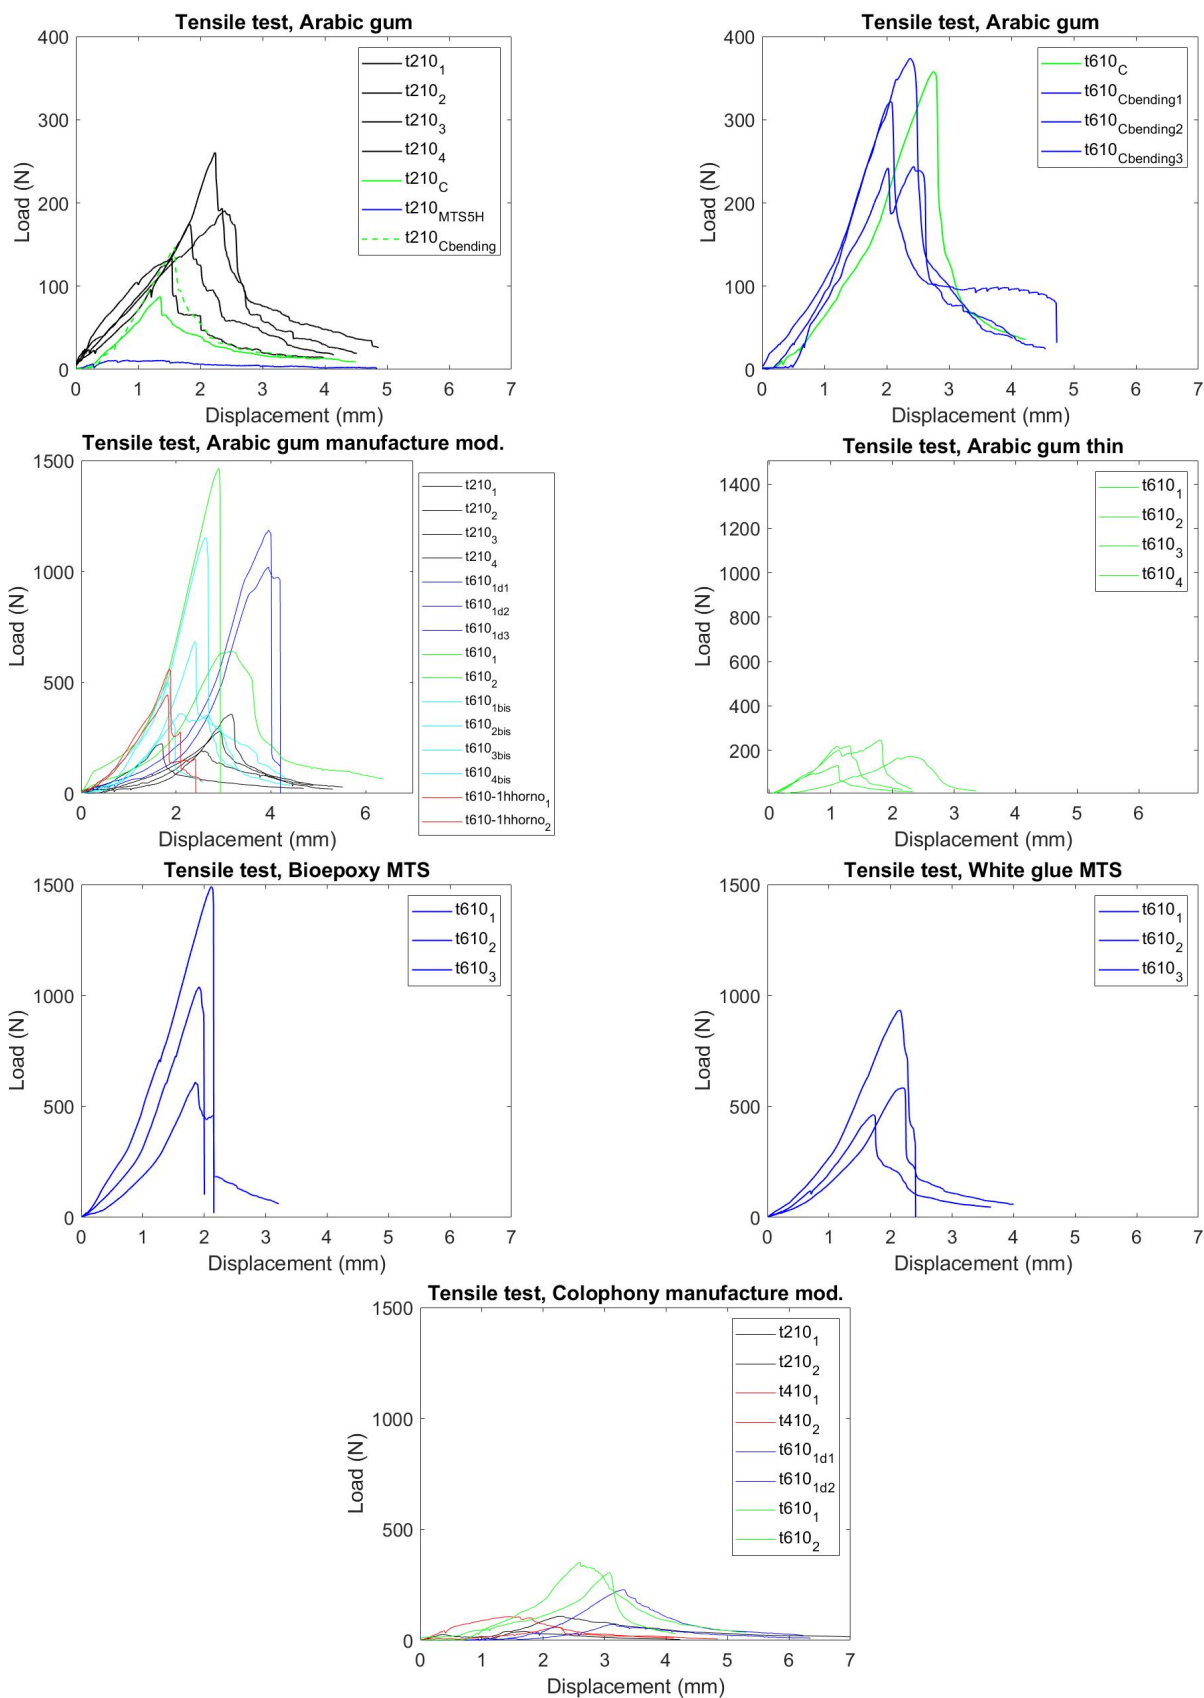 Tensile test, Arabic gum
400
300
200
100
0
0 1 2 3 4 5 6 7
Load (N)
Displacement (mm)
t210_1
t210_2
t210_3
t210_4
t210_C
t210_MTS5H
t210_Cbending
Tensile test, Arabic gum
400
300
200
100
0
0 1 2 3 4 5 6 7
Load (N)
Displacement (mm)
t610_C
t610_Cbending1
t610_Cbending2
t610_Cbending3
Tensile test, Arabic gum manufacture mod.
1500
1000
500
0
0 2 4 6
Load (N)
Displacement (mm)
t210_1
t210_2
t210_3
t210_4
t610_1d1
t610_1d2
t610_1d3
t610_1
t610_2
t610_1bis
t610_2bis
t610_3bis
t610_4bis
t610-1hhorno_1
t610-1hhorno_2
Tensile test, Arabic gum thin
1400
1200
1000
800
600
400
200
0 1 2 3 4 5 6 7
Load (N)
Displacement (mm)
t610_1
t610_2
t610_3
t610_4
Tensile test, Bioepoxy MTS
1500
1000
500
0
0 1 2 3 4 5 6 7
Load (N)
Displacement (mm)
t610_1
t610_2
t610_3
Tensile test, White glue MTS
1500
1000
500
0
0 1 2 3 4 5 6 7
Load (N)
Displacement (mm)
t610_1
t610_2
t610_3
Tensile test, Colophony manufacture mod.
1500
1000
500
0
0 1 2 3 4 5 6 7
Load (N)
Displacement (mm)
t210_1
t210_2
t410_1
t410_2
t610_1d1
t610_1d2
t610_1
t610_2